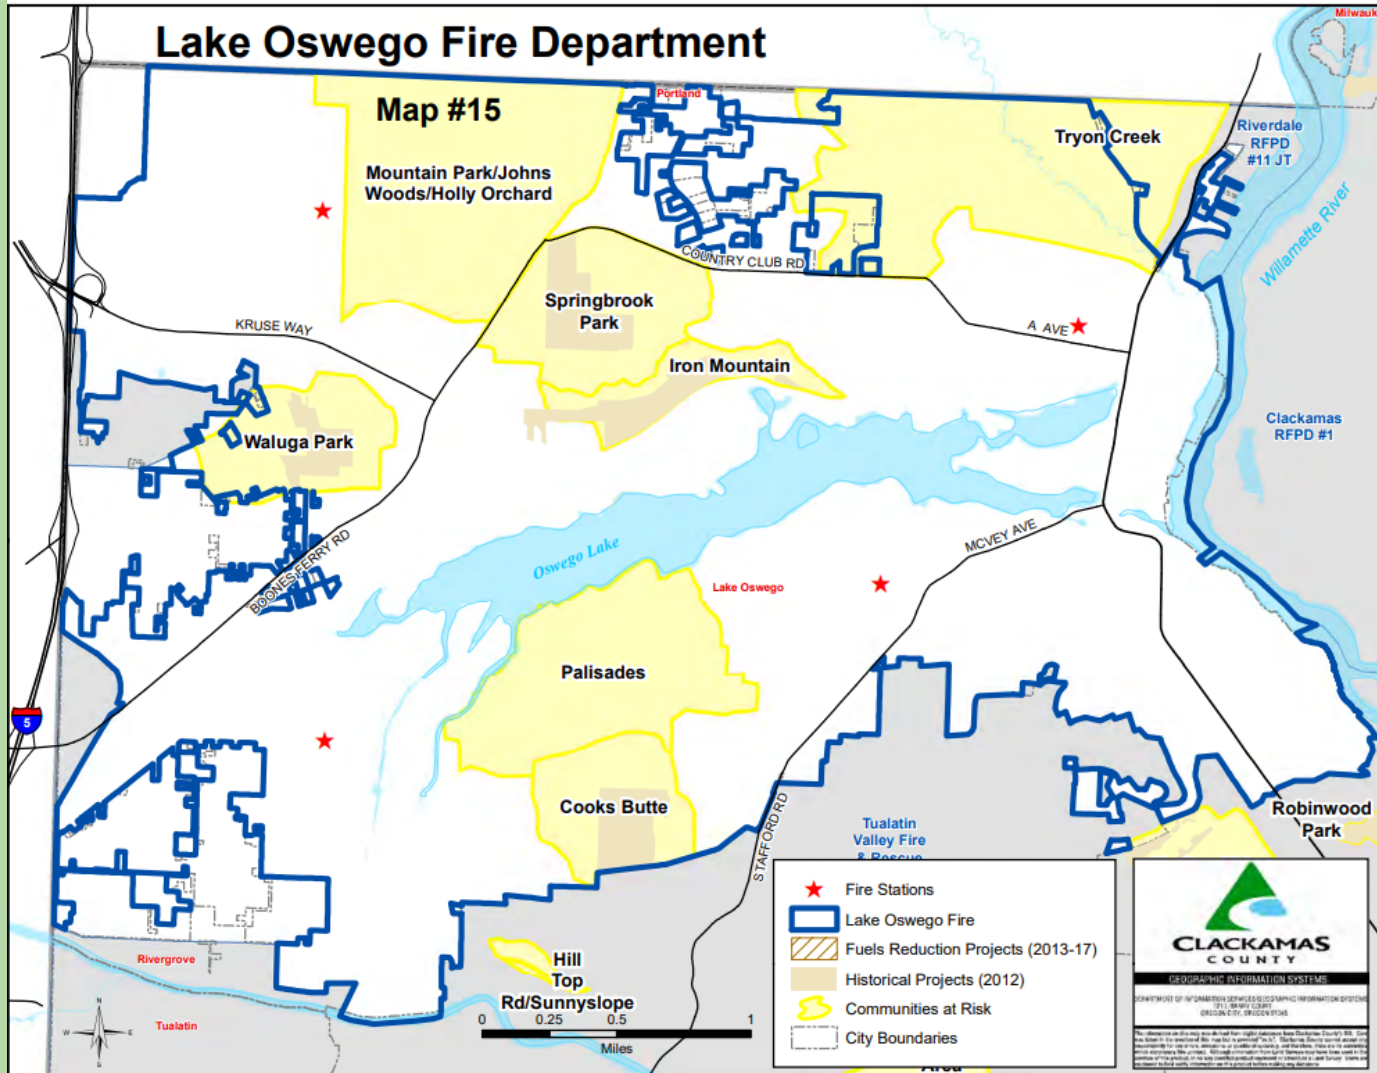 Lake Oswego Fire Department
Map #15
Portland
Milwauk
Tryon Creek
Riverdale
RFPD
#11 JT
Mountain Park/Johns
Woods/Holly Orchard
Willamette River
COUNTRY CLUB RD
Springbrook
Park
KRUSE WAY
A AVE
Iron Mountain
Clackamas
RFPD #1
Waluga Park
BOONES FERRY RD
Oswego Lake
MCVEY AVE
Lake Oswego
Palisades
5
Cooks Butte
STAFFORD RD
Robinwood
Park
Tualatin
Valley Fire
& Rescue
Rivergrove
Tualatin
Hill
Top
Rd/Sunnyslope
N
W E
S
0 0.25 0.5 1
Miles
Fire Stations
Lake Oswego Fire
Fuels Reduction Projects (2013-17)
Historical Projects (2012)
Communities at Risk
City Boundaries
Area
CLACKAMAS
COUNTY
GEOGRAPHIC INFORMATION SYSTEMS